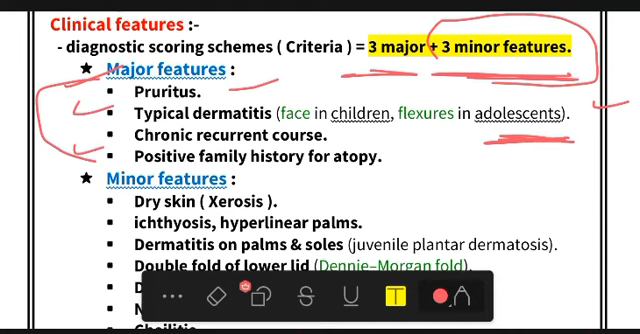 Clinical features :-
- diagnostic scoring schemes ( Criteria ) = 3 major + 3 minor features.
★ Major features :
▪ Pruritus.
▪ Typical dermatitis (face in children, flexures in adolescents).
▪ Chronic recurrent course.
▪ Positive family history for atopy.
★ Minor features :
▪ Dry skin ( Xerosis ).
▪ ichthyosis, hyperlinear palms.
▪ Dermatitis on palms & soles (juvenile plantar dermatosis).
▪ Double fold of lower lid (Dennie–Morgan fold).